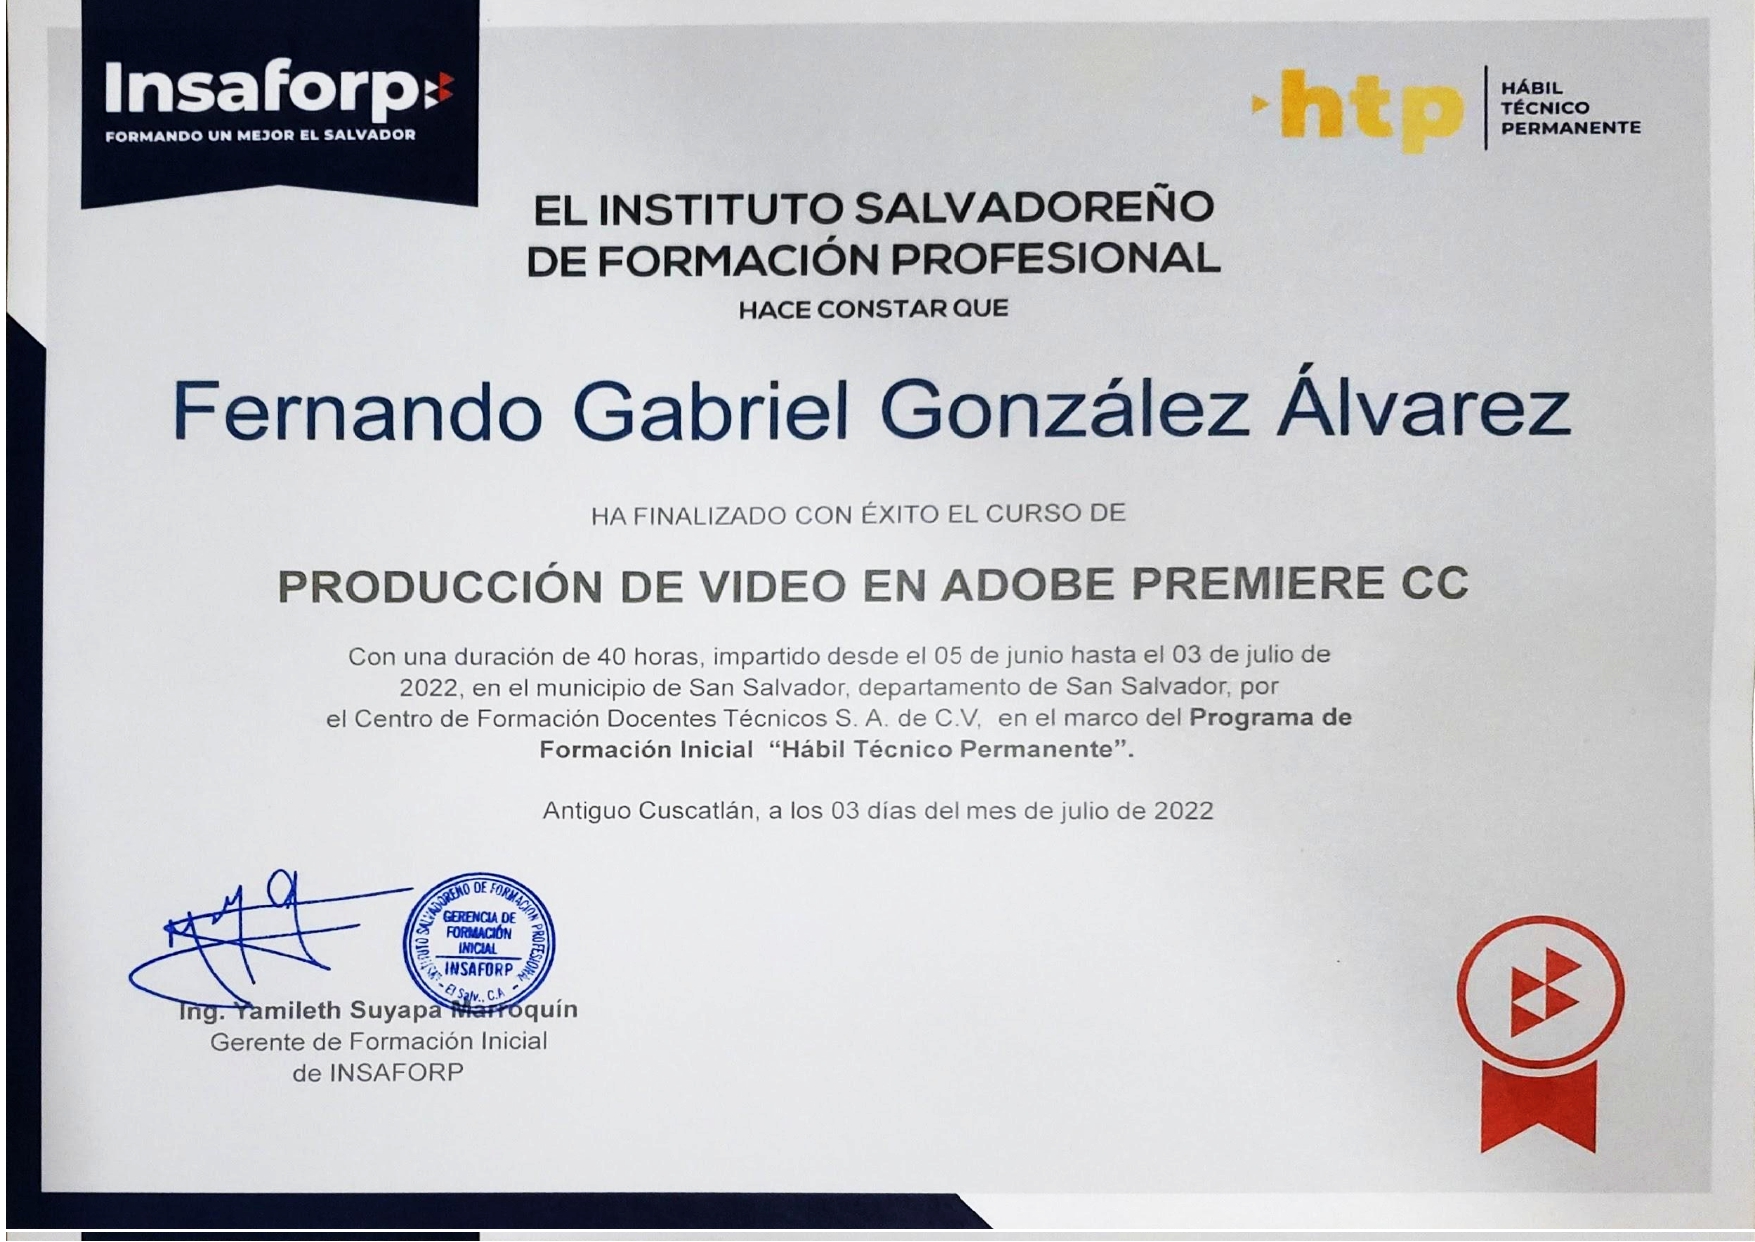 Insaforp
FORMANDO UN MEJOR EL SALVADOR
htp
HÁBIL
TÉCNICO
PERMANENTE
EL INSTITUTO SALVADOREÑO
DE FORMACIÓN PROFESIONAL
HACE CONSTAR QUE
Fernando Gabriel González Álvarez
HA FINALIZADO CON ÉXITO EL CURSO DE
PRODUCCIÓN DE VIDEO EN ADOBE PREMIERE CC
Con una duración de 40 horas, impartido desde el 05 de junio hasta el 03 de julio de
2022, en el municipio de San Salvador, departamento de San Salvador, por
el Centro de Formación Docentes Técnicos S. A. de C.V, en el marco del Programa de
Formación Inicial “Hábil Técnico Permanente”.
Antiguo Cuscatlán, a los 03 días del mes de julio de 2022
INSTITUTO SALVADOREÑO DE FORMACION PROFESIONAL
GERENCIA DE
FORMACIÓN
INICIAL
INSAFORP
- El Salv., C.A -
Ing. Yamileth Suyapa Marroquín
Gerente de Formación Inicial
de INSAFORP